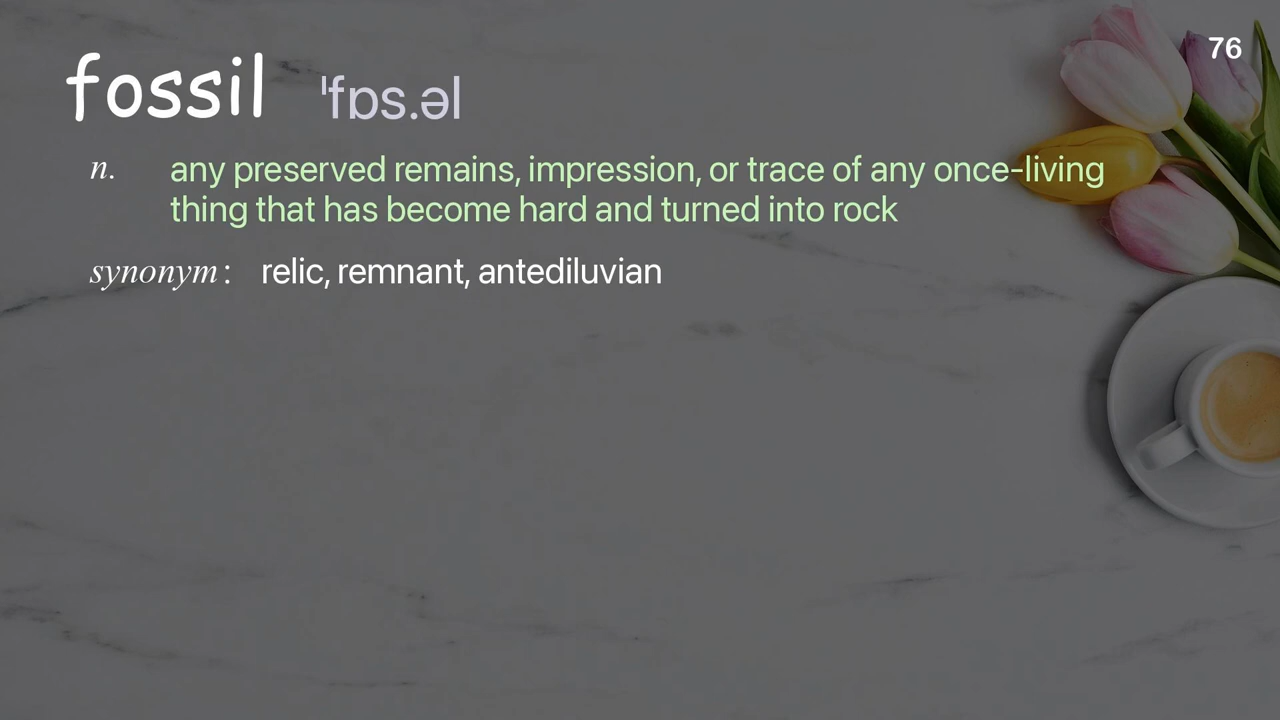 fossil ˈfɒs.əl
76
n. any preserved remains, impression, or trace of any once-living
thing that has become hard and turned into rock
synonym: relic, remnant, antediluvian